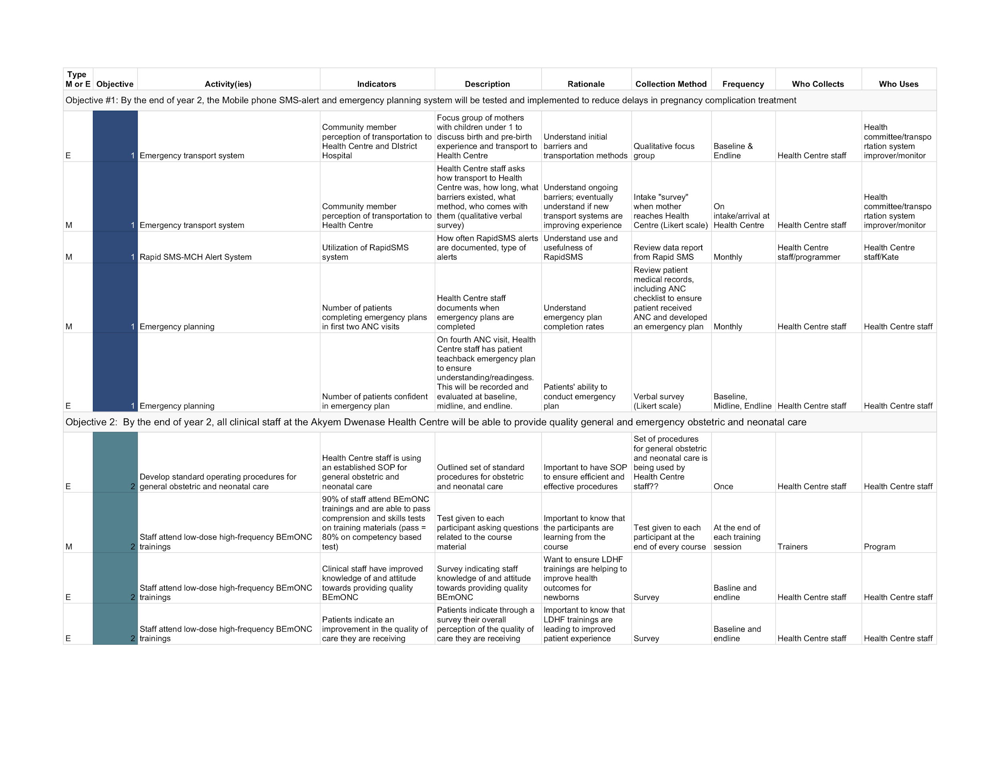 Type
M or E Objective Activity(ies) Indicators Description Rationale Collection Method Frequency Who Collects Who Uses
Objective #1: By the end of year 2, the Mobile phone SMS-alert and emergency planning system will be tested and implemented to reduce delays in pregnancy complication treatment
E
1
Emergency transport system
Community member
perception of transportation to
Health Centre and DIstrict
Hospital
Focus group of mothers
with children under 1 to
discuss birth and pre-birth
experience and transport to
Health Centre
Understand initial
barriers and
transportation methods
Qualitative focus
group
Baseline &
Endline
Health Centre staff
Health
committee/transpo
rtation system
improver/monitor
M
1
Emergency transport system
Community member
perception of transportation to
Health Centre
Health Centre staff asks
how transport to Health
Centre was, how long, what
barriers existed, what
method, who comes with
them (qualitative verbal
survey)
Understand ongoing
barriers; eventually
understand if new
transport systems are
improving experience
Intake "survey"
when mother
reaches Health
Centre (Likert scale)
On
intake/arrival at
Health Centre
Health Centre staff
Health
committee/transpo
rtation system
improver/monitor
M
1
Rapid SMS-MCH Alert System
Utilization of RapidSMS
system
How often RapidSMS alerts
are documented, type of
alerts
Understand use and
usefulness of
RapidSMS
Review data report
from Rapid SMS
Monthly
Health Centre
staff/programmer
Health Centre
staff/Kate
M
1
Emergency planning
Number of patients
completing emergency plans
in first two ANC visits
Health Centre staff
documents when
emergency plans are
completed
Understand
emergency plan
completion rates
Review patient
medical records,
including ANC
checklist to ensure
patient received
ANC and developed
an emergency plan
Monthly
Health Centre staff
Health Centre staff
E
1
Emergency planning
Number of patients confident
in emergency plan
On fourth ANC visit, Health
Centre staff has patient
teachback emergency plan
to ensure
understanding/readingess.
This will be recorded and
evaluated at baseline,
midline, and endline.
Patients' ability to
conduct emergency
plan
Verbal survey
(Likert scale)
Baseline,
Midline, Endline
Health Centre staff
Health Centre staff
Objective 2:  By the end of year 2, all clinical staff at the Akyem Dwenase Health Centre will be able to provide quality general and emergency obstetric and neonatal care
E
2
Develop standard operating procedures for
general obstetric and neonatal care
Health Centre staff is using
an established SOP for
general obstetric and
neonatal care
Outlined set of standard
procedures for obstetric
and neonatal care
Important to have SOP
to ensure efficient and
effective procedures
Set of procedures
for general obstetric
and neonatal care is
being used by
Health Centre
staff??
Once
Health Centre staff
Health Centre staff
M
2
Staff attend low-dose high-frequency BEmONC
trainings
90% of staff attend BEmONC
trainings and are able to pass
comprension and skills tests
on training materials (pass =
80% on competency based
test)
Test given to each
participant asking questions
related to the course
material
Important to know that
the participants are
learning from the
course
Test given to each
participant at the
end of every course
At the end of
each training
session
Trainers
Program
E
2
Staff attend low-dose high-frequency BEmONC
trainings
Clinical staff have improved
knowledge of and attitude
towards providing quality
BEmONC
Survey indicating staff
knowledge of and attitude
towards providing quality
BEmONC
Want to ensure LDHF
trainings are helping to
improve health
outcomes for
newborns
Survey
Basline and
endline
Health Centre staff
Health Centre staff
E
2
Staff attend low-dose high-frequency BEmONC
trainings
Patients indicate an
improvement in the quality of
care they are receiving
Patients indicate through a
survey their overall
perception of the quality of
care they are receiving
Important to know that
LDHF trainings are
leading to improved
patient experience
Survey
Baseline and
endline
Health Centre staff
Health Centre staff